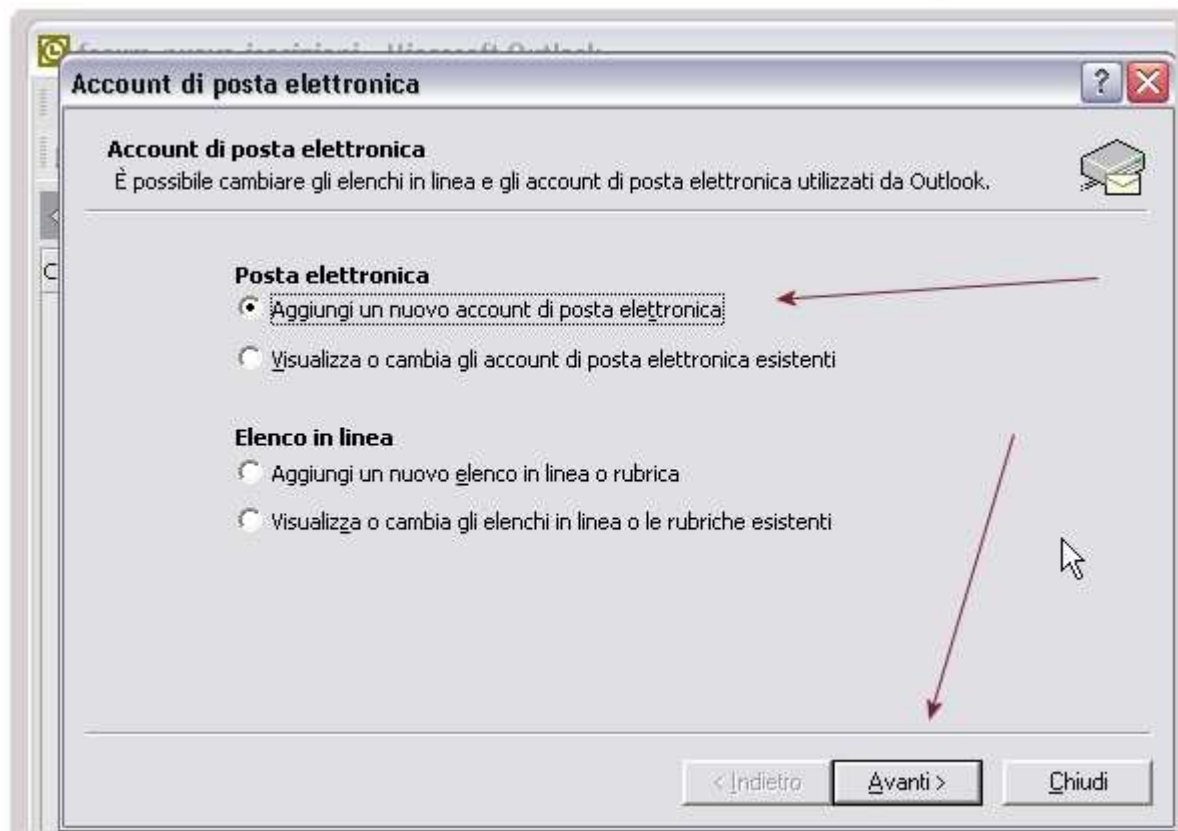 Microsoft Outlook
Account di posta elettronica
Account di posta elettronica
È possibile cambiare gli elenchi in linea e gli account di posta elettronica utilizzati da Outlook.
Posta elettronica
Aggiungi un nuovo account di posta elettronica
Visualizza o cambia gli account di posta elettronica esistenti
Elenco in linea
Aggiungi un nuovo elenco in linea o rubrica
Visualizza o cambia gli elenchi in linea o le rubriche esistenti
< Indietro
Avanti >
Chiudi